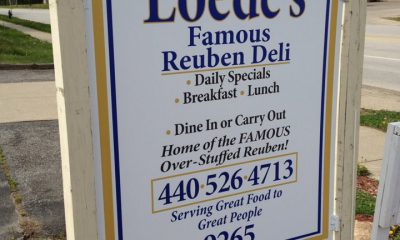 Loede's
Famous
Reuben Deli
• Daily Specials
• Breakfast • Lunch
• Dine In or Carry Out
Home of the FAMOUS
Over-Stuffed Reuben!
440•526•4713
Serving Great Food to
Great People
9265